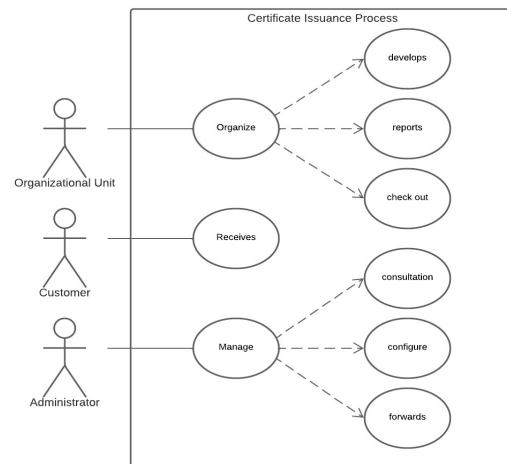 Certificate Issuance Process
develops
Organize
reports
Organizational Unit
check out
Receives
Customer
consultation
Manage
configure
Administrator
forwards